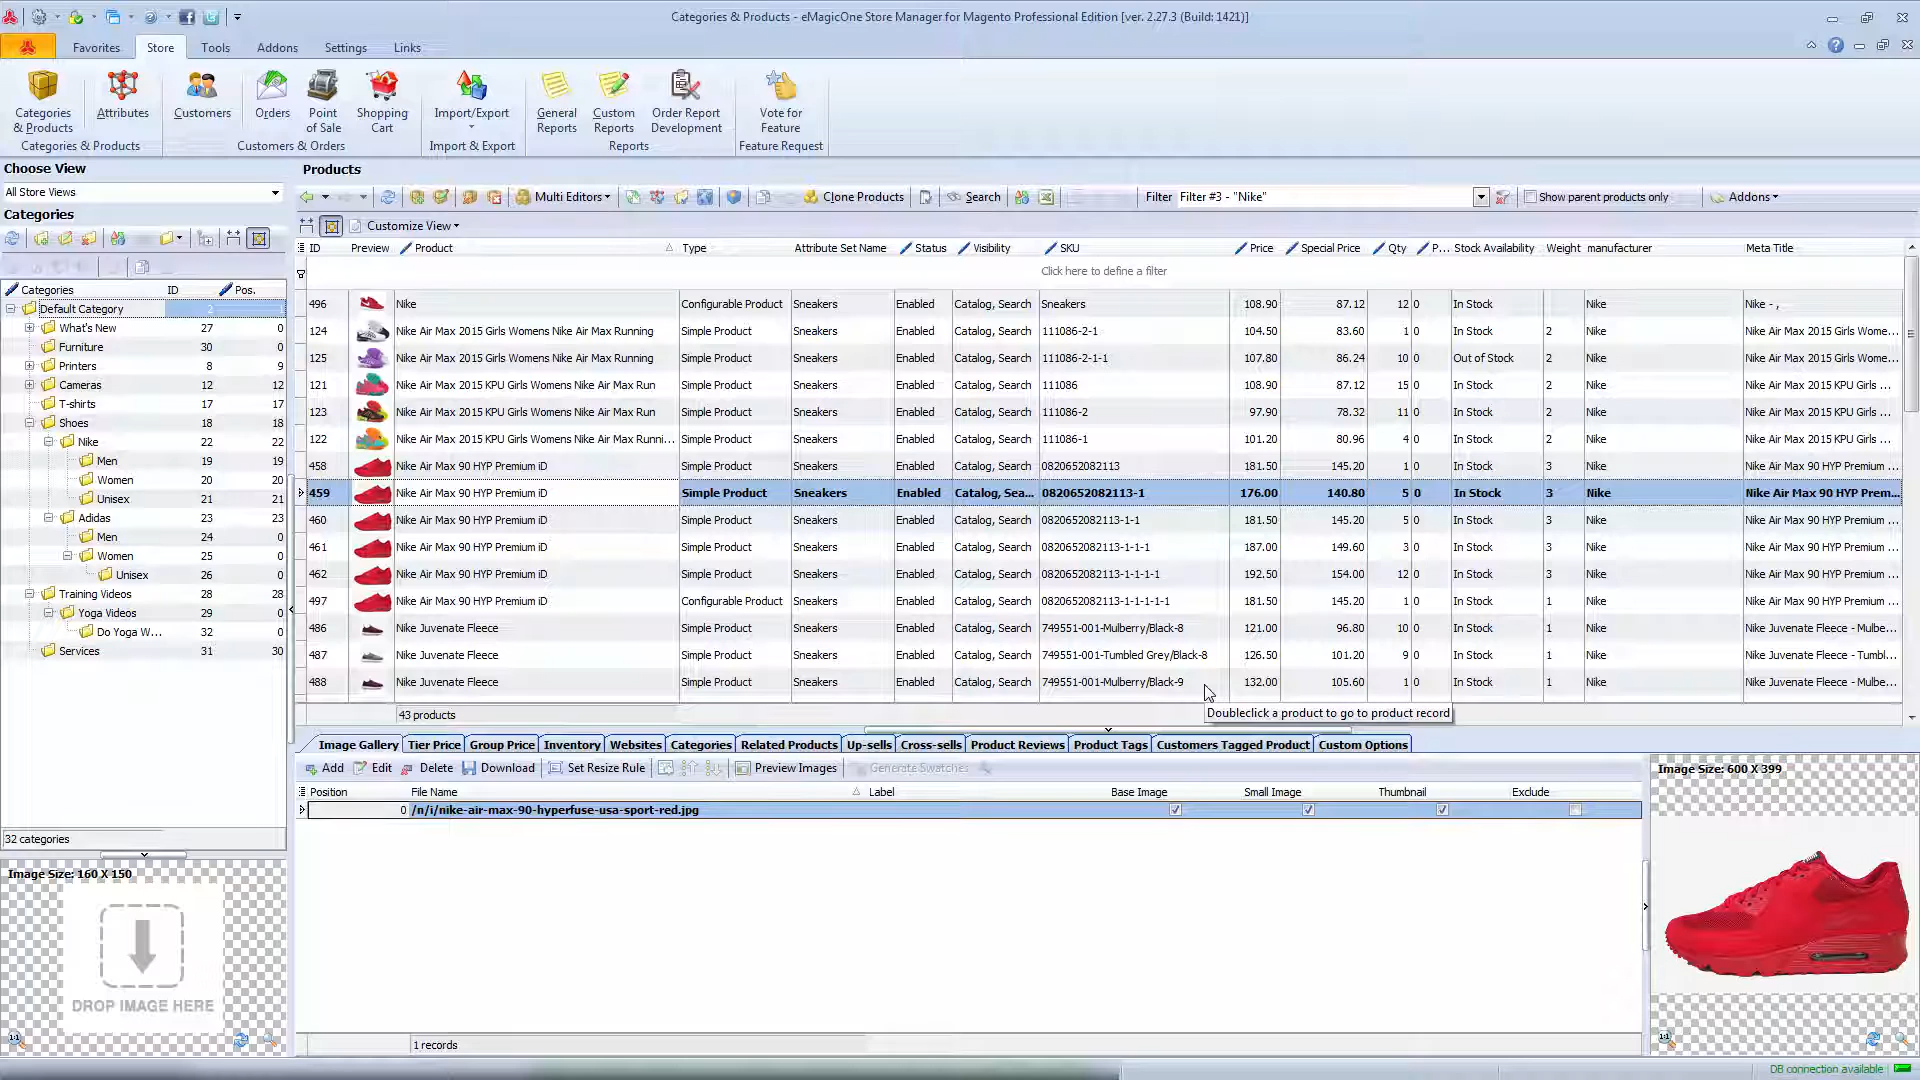 Categories & Products - eMagicOne Store Manager for Magento Professional Edition [ver. 2.27.3 (Build: 1421)]
Favorites Store Tools Addons Settings Links
Categories & Products Attributes Customers Orders Point of Sale Shopping Cart Import/Export General Reports Custom Reports Order Report Development Vote for Feature
Categories & Products Customers & Orders Import & Export Reports Feature Request
Choose View
All Store Views
Categories
Categories ID Pos.
Default Category 2
What's New 27 0
Furniture 30 0
Printers 8 9
Cameras 12 12
T-shirts 17 17
Shoes 18 18
Nike 22 22
Men 19 19
Women 20 20
Unisex 21 21
Adidas 23 23
Men 24 0
Women 25 0
Unisex 26 0
Training Videos 28 28
Yoga Videos 29 0
Do Yoga W... 32 0
Services 31 30
32 categories
Image Size: 160 X 150
DROP IMAGE HERE
1:1
Products
Multi Editors Clone Products Search Filter Filter #3 - "Nike" Show parent products only Addons
Customize View
ID Preview Product Type Attribute Set Name Status Visibility SKU Price Special Price Qty P... Stock Availability Weight manufacturer Meta Title
Click here to define a filter
496 Nike Configurable Product Sneakers Enabled Catalog, Search Sneakers 108.90 87.12 12 0 In Stock Nike Nike - ,
124 Nike Air Max 2015 Girls Womens Nike Air Max Running Simple Product Sneakers Enabled Catalog, Search 111086-2-1 104.50 83.60 1 0 In Stock 2 Nike Nike Air Max 2015 Girls Wome...
125 Nike Air Max 2015 Girls Womens Nike Air Max Running Simple Product Sneakers Enabled Catalog, Search 111086-2-1-1 107.80 86.24 10 0 Out of Stock 2 Nike Nike Air Max 2015 Girls Wome...
121 Nike Air Max 2015 KPU Girls Womens Nike Air Max Run Simple Product Sneakers Enabled Catalog, Search 111086 108.90 87.12 15 0 In Stock 2 Nike Nike Air Max 2015 KPU Girls ...
123 Nike Air Max 2015 KPU Girls Womens Nike Air Max Run Simple Product Sneakers Enabled Catalog, Search 111086-2 97.90 78.32 11 0 In Stock 2 Nike Nike Air Max 2015 KPU Girls ...
122 Nike Air Max 2015 KPU Girls Womens Nike Air Max Runni... Simple Product Sneakers Enabled Catalog, Search 111086-1 101.20 80.96 4 0 In Stock 2 Nike Nike Air Max 2015 KPU Girls ...
458 Nike Air Max 90 HYP Premium iD Simple Product Sneakers Enabled Catalog, Search 0820652082113 181.50 145.20 1 0 In Stock 3 Nike Nike Air Max 90 HYP Premium ...
459 Nike Air Max 90 HYP Premium iD Simple Product Sneakers Enabled Catalog, Sea... 0820652082113-1 176.00 140.80 5 0 In Stock 3 Nike Nike Air Max 90 HYP Prem...
460 Nike Air Max 90 HYP Premium iD Simple Product Sneakers Enabled Catalog, Search 0820652082113-1-1 181.50 145.20 5 0 In Stock 3 Nike Nike Air Max 90 HYP Premium ...
461 Nike Air Max 90 HYP Premium iD Simple Product Sneakers Enabled Catalog, Search 0820652082113-1-1-1 187.00 149.60 3 0 In Stock 3 Nike Nike Air Max 90 HYP Premium ...
462 Nike Air Max 90 HYP Premium iD Simple Product Sneakers Enabled Catalog, Search 0820652082113-1-1-1-1 192.50 154.00 12 0 In Stock 3 Nike Nike Air Max 90 HYP Premium ...
497 Nike Air Max 90 HYP Premium iD Configurable Product Sneakers Enabled Catalog, Search 0820652082113-1-1-1-1-1 181.50 145.20 1 0 In Stock 1 Nike Nike Air Max 90 HYP Premium ...
486 Nike Juvenate Fleece Simple Product Sneakers Enabled Catalog, Search 749551-001-Mulberry/Black-8 121.00 96.80 10 0 In Stock 1 Nike Nike Juvenate Fleece - Mulbe...
487 Nike Juvenate Fleece Simple Product Sneakers Enabled Catalog, Search 749551-001-Tumbled Grey/Black-8 126.50 101.20 9 0 In Stock 1 Nike Nike Juvenate Fleece - Tumbl...
488 Nike Juvenate Fleece Simple Product Sneakers Enabled Catalog, Search 749551-001-Mulberry/Black-9 132.00 105.60 1 0 In Stock 1 Nike Nike Juvenate Fleece - Mulbe...
43 products
Doubleclick a product to go to product record
Image Gallery Tier Price Group Price Inventory Websites Categories Related Products Up-sells Cross-sells Product Reviews Product Tags Customers Tagged Product Custom Options
Add Edit Delete Download Set Resize Rule Preview Images Generate Swatches
Position File Name Label Base Image Small Image Thumbnail Exclude
0 /n/i/nike-air-max-90-hyperfuse-usa-sport-red.jpg
1 records
Image Size: 600 X 399
1:1
DB connection available